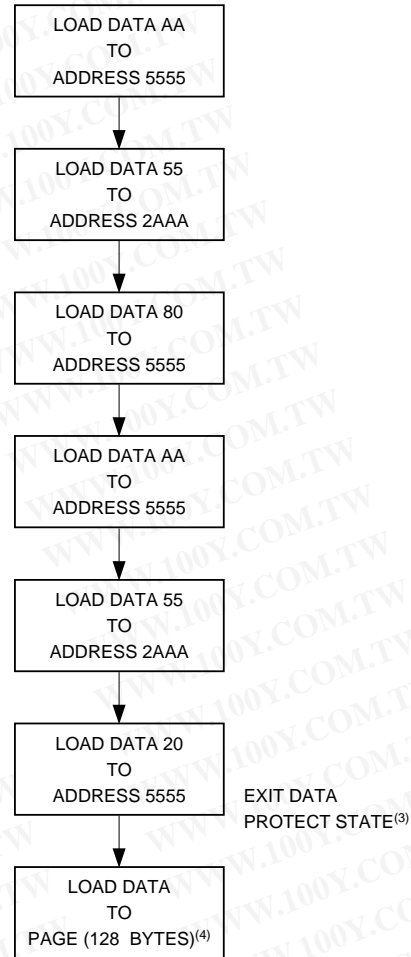 LOAD DATA AA
TO
ADDRESS 5555
LOAD DATA 55
TO
ADDRESS 2AAA
LOAD DATA 80
TO
ADDRESS 5555
LOAD DATA AA
TO
ADDRESS 5555
LOAD DATA 55
TO
ADDRESS 2AAA
LOAD DATA 20
TO
ADDRESS 5555
EXIT DATA
PROTECT STATE(3)
LOAD DATA
TO
PAGE (128 BYTES)(4)
WWW.100Y.COM.TW